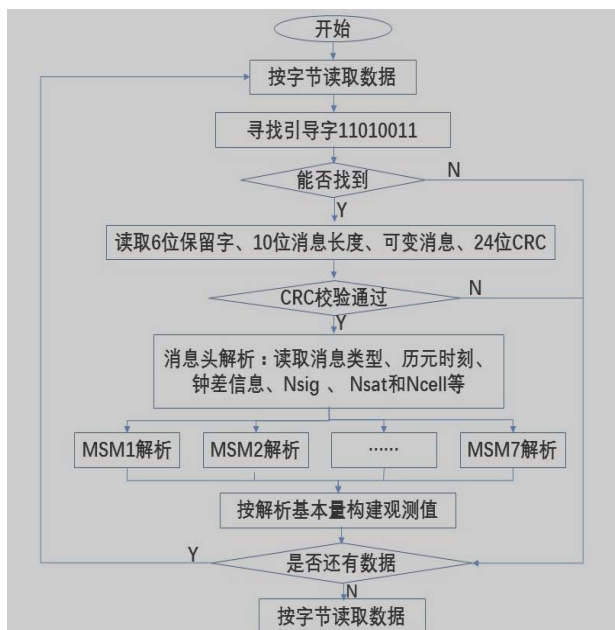 开始
按字节读取数据
寻找引导字11010011
能否找到
N
Y
读取6位保留字、10位消息长度、可变消息、24位CRC
CRC校验通过
N
Y
消息头解析：读取消息类型、历元时刻、
钟差信息、Nsig 、 Nsat和Ncell等
MSM1解析
MSM2解析
……
MSM7解析
按解析基本量构建观测值
Y
是否还有数据
N
按字节读取数据